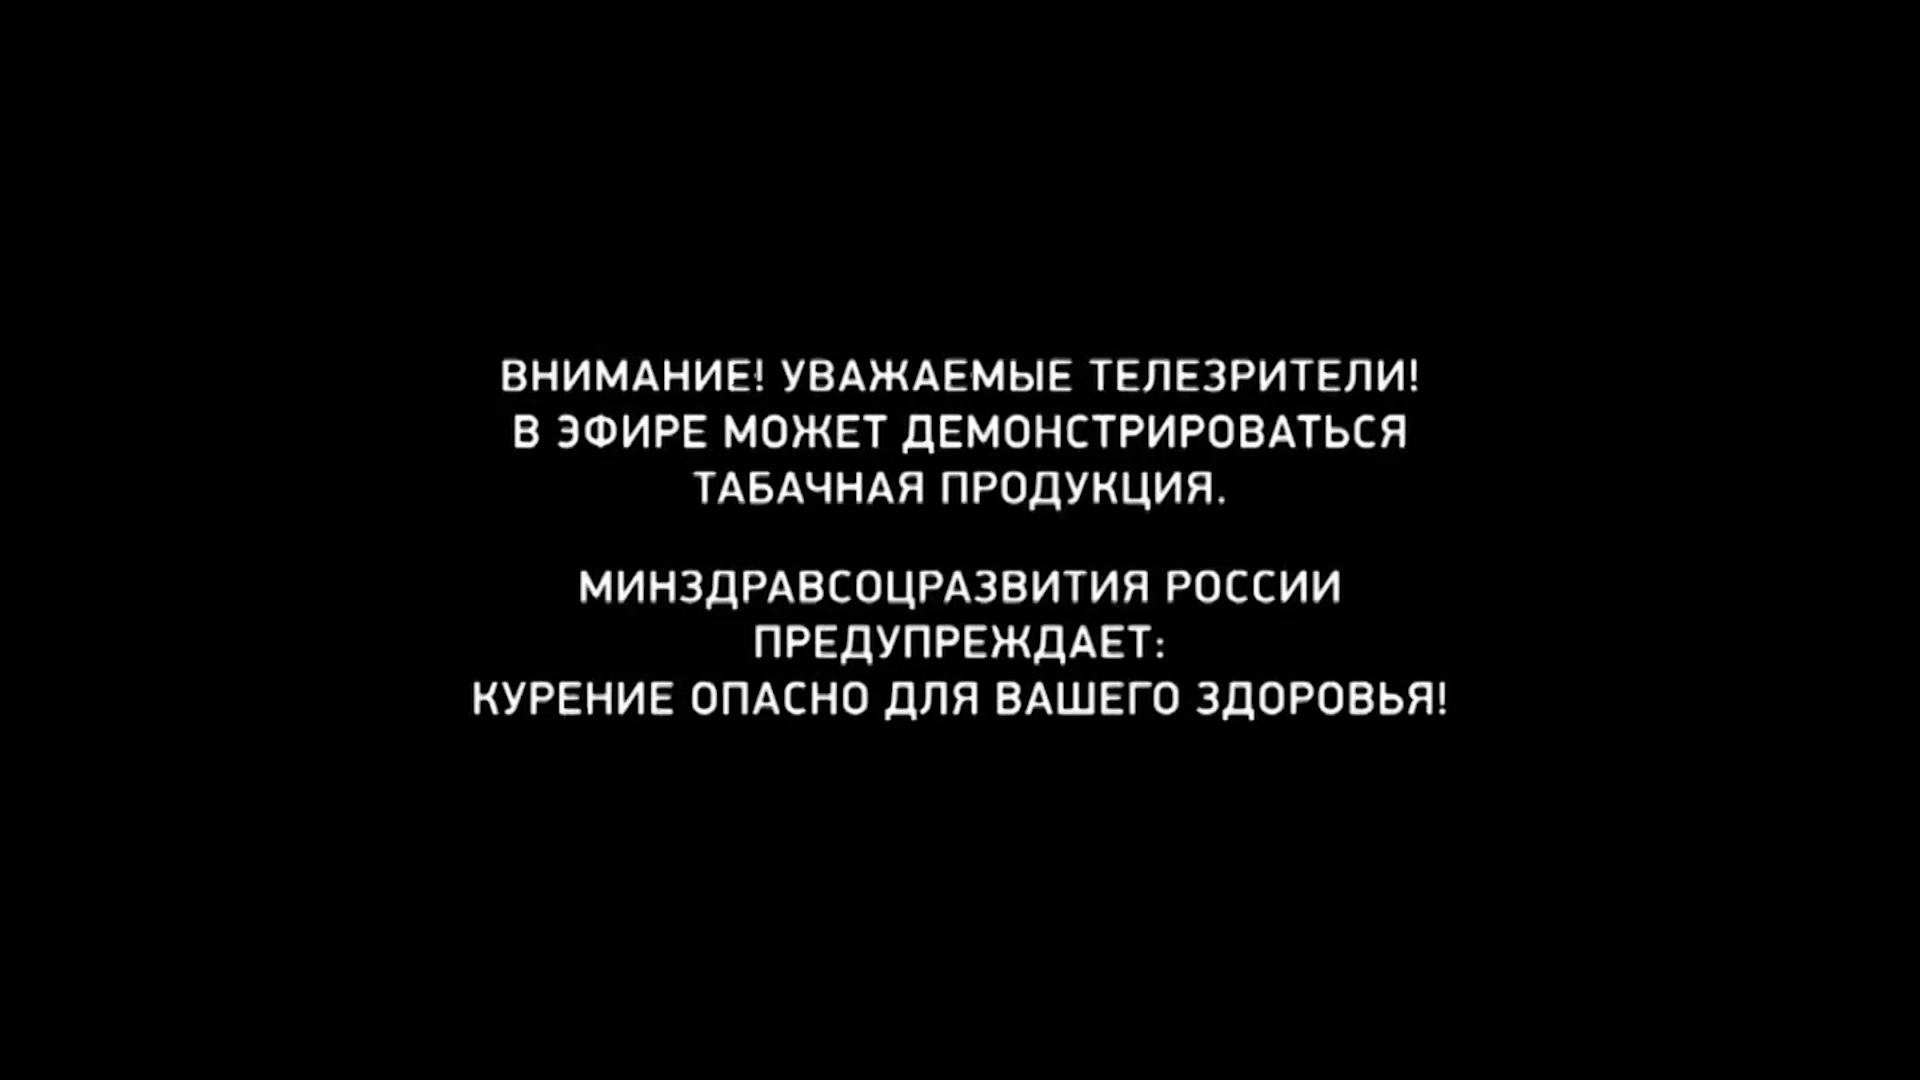 ВНИМАНИЕ! УВАЖАЕМЫЕ ТЕЛЕЗРИТЕЛИ!
В ЭФИРЕ МОЖЕТ ДЕМОНСТРИРОВАТЬСЯ
ТАБАЧНАЯ ПРОДУКЦИЯ.
МИНЗДРАВСОЦРАЗВИТИЯ РОССИИ
ПРЕДУПРЕЖДАЕТ:
КУРЕНИЕ ОПАСНО ДЛЯ ВАШЕГО ЗДОРОВЬЯ!